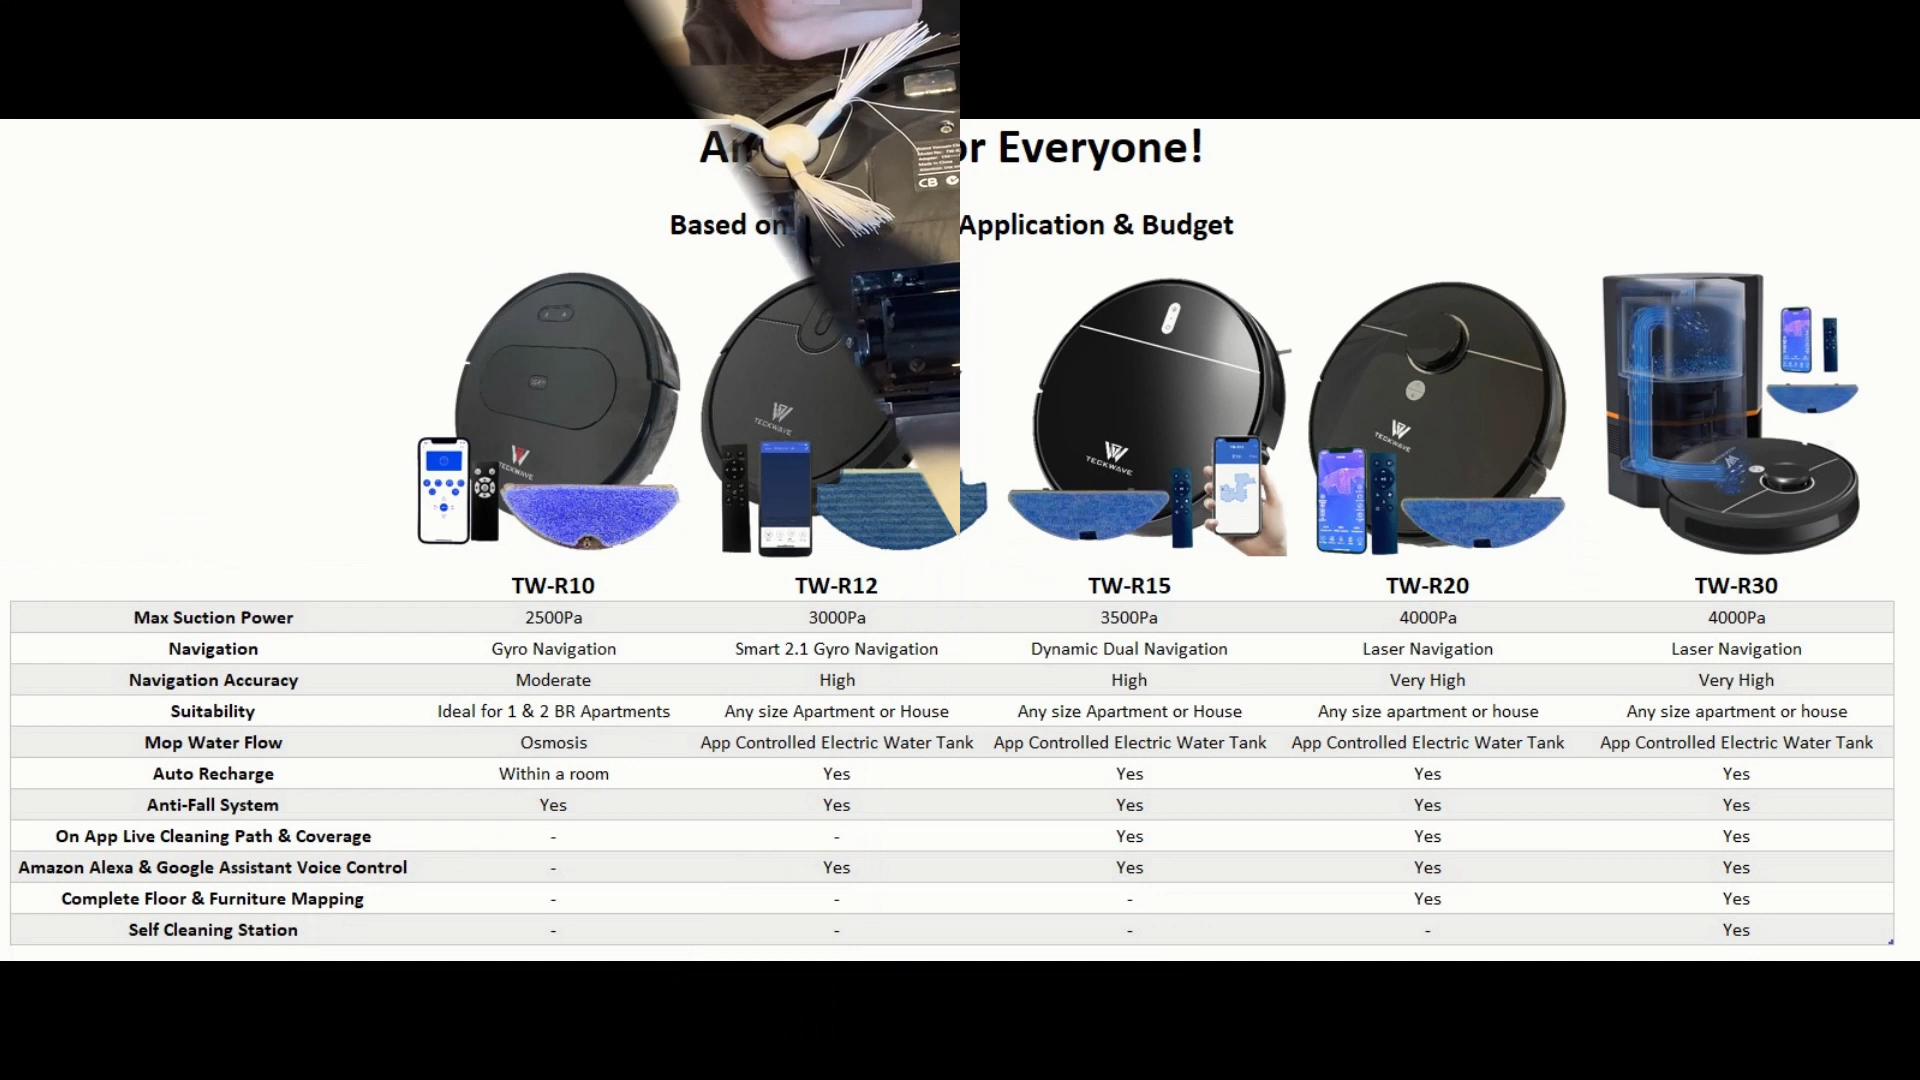 or Everyone!
Based on Application & Budget
TECKWAVE
TECKWAVE
TECKWAVE
TECKWAVE
CB
TW-R10 TW-R12 TW-R15 TW-R20 TW-R30
Max Suction Power 2500Pa 3000Pa 3500Pa 4000Pa 4000Pa
Navigation Gyro Navigation Smart 2.1 Gyro Navigation Dynamic Dual Navigation Laser Navigation Laser Navigation
Navigation Accuracy Moderate High High Very High Very High
Suitability Ideal for 1 & 2 BR Apartments Any size Apartment or House Any size Apartment or House Any size apartment or house Any size apartment or house
Mop Water Flow Osmosis App Controlled Electric Water Tank App Controlled Electric Water Tank App Controlled Electric Water Tank App Controlled Electric Water Tank
Auto Recharge Within a room Yes Yes Yes Yes
Anti-Fall System Yes Yes Yes Yes Yes
On App Live Cleaning Path & Coverage - - Yes Yes Yes
Amazon Alexa & Google Assistant Voice Control - Yes Yes Yes Yes
Complete Floor & Furniture Mapping - - - Yes Yes
Self Cleaning Station - - - - Yes